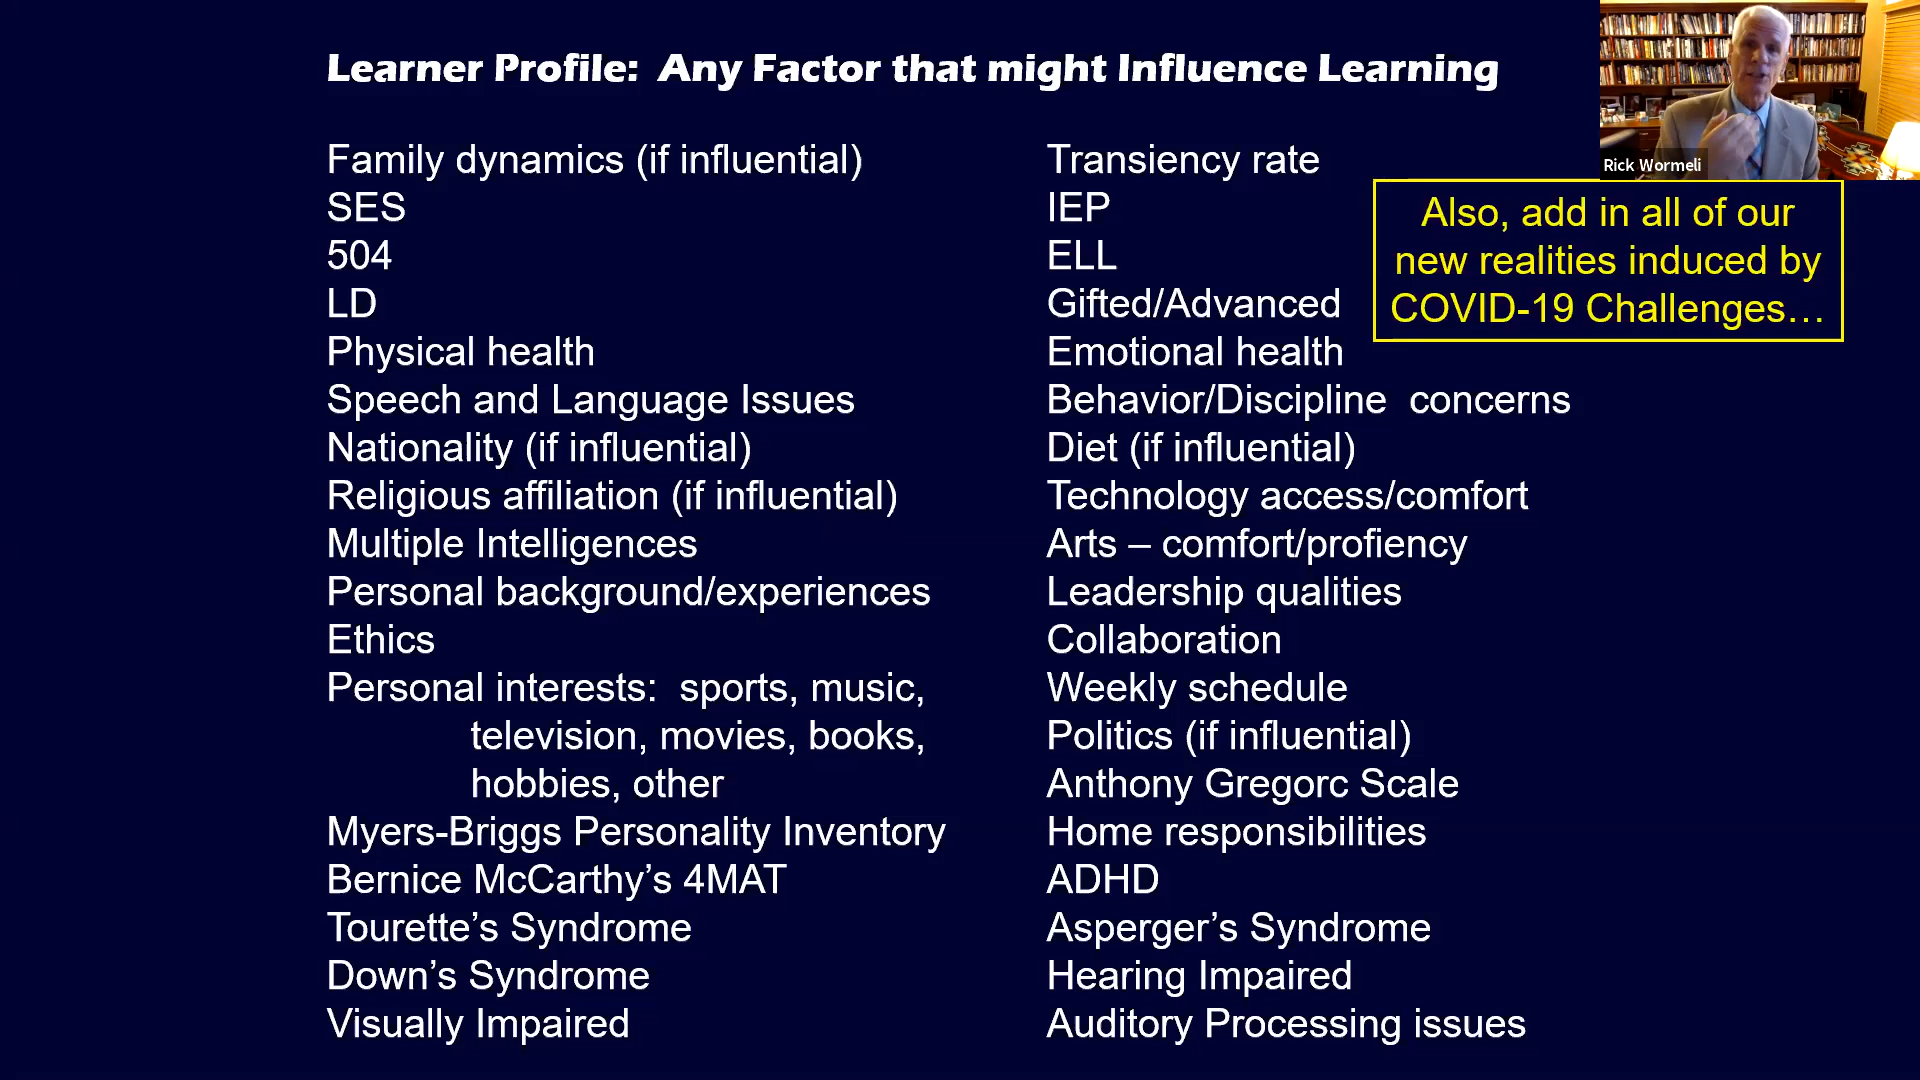 Learner Profile: Any Factor that might Influence Learning
Family dynamics (if influential)
SES
504
LD
Physical health
Speech and Language Issues
Nationality (if influential)
Religious affiliation (if influential)
Multiple Intelligences
Personal background/experiences
Ethics
Personal interests: sports, music,
television, movies, books,
hobbies, other
Myers-Briggs Personality Inventory
Bernice McCarthy’s 4MAT
Tourette’s Syndrome
Down’s Syndrome
Visually Impaired
Transiency rate
IEP
ELL
Gifted/Advanced
Emotional health
Behavior/Discipline concerns
Diet (if influential)
Technology access/comfort
Arts – comfort/profiency
Leadership qualities
Collaboration
Weekly schedule
Politics (if influential)
Anthony Gregorc Scale
Home responsibilities
ADHD
Asperger’s Syndrome
Hearing Impaired
Auditory Processing issues
Rick Wormeli
Also, add in all of our
new realities induced by
COVID-19 Challenges…